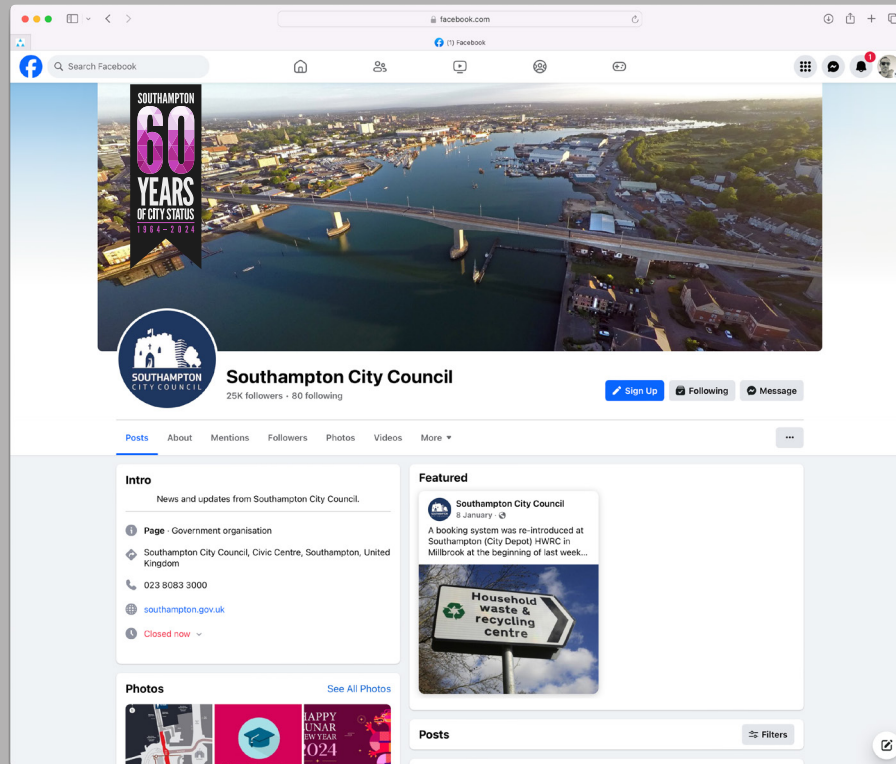 facebook.com
(1) Facebook
Search Facebook
1
SOUTHAMPTON
60
YEARS
OF CITY STATUS
1964–2024
SOUTHAMPTON
CITY COUNCIL
Southampton City Council
25K followers · 80 following
Sign Up
Following
Message
Posts
About
Mentions
Followers
Photos
Videos
More
Intro
News and updates from Southampton City Council.
Page · Government organisation
Southampton City Council, Civic Centre, Southampton, United
Kingdom
023 8083 3000
southampton.gov.uk
Closed now
Photos
See All Photos
HAPPY
LUNAR
NEW YEAR
2024
Featured
Southampton City Council
8 January ·
A booking system was re-introduced at
Southampton (City Depot) HWRC in
Millbrook at the beginning of last week...
Household
waste &
recycling
centre
Posts
Filters